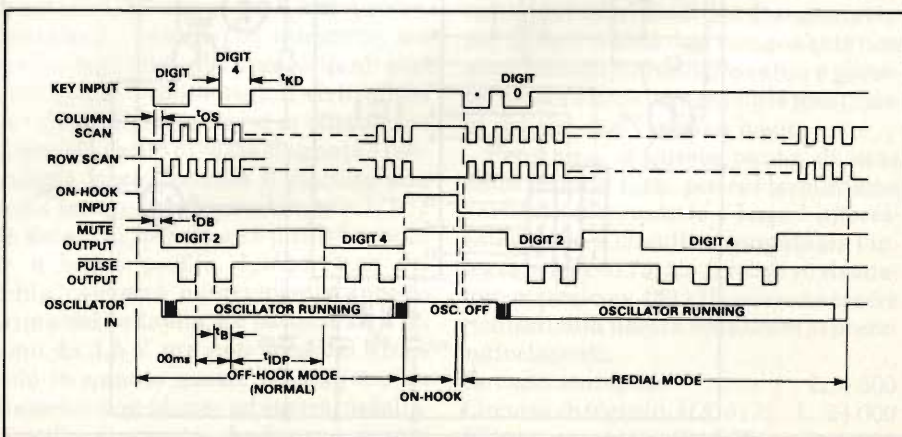 DIGIT 2
DIGIT 4
tKD
DIGIT
* 0
KEY INPUT
COLUMN SCAN
tOS
ROW SCAN
ON-HOOK INPUT
tDB
MUTE OUTPUT
DIGIT 2
DIGIT 4
DIGIT 2
DIGIT 4
PULSE OUTPUT
TOR IN
OSCILLATOR RUNNING
OSC. OFF
OSCILLATOR RUNNING
tB
00ms
tIDP
OFF-HOOK MODE
(NORMAL)
ON-HOOK
REDIAL MODE